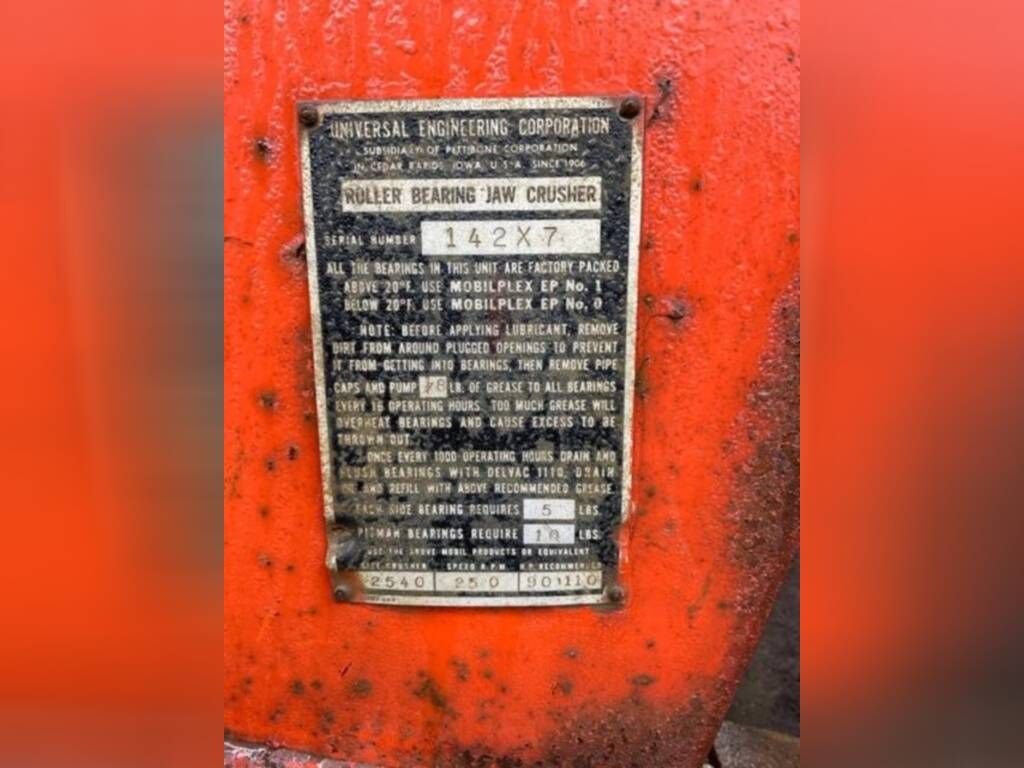 UNIVERSAL ENGINEERING CORPORATION
SUBSIDIARY OF PETTIBONE CORPORATION
IN CEDAR RAPIDS, IOWA, U.S.A. SINCE 1906
ROLLER BEARING JAW CRUSHER
SERIAL NUMBER 142X7
ALL THE BEARINGS IN THIS UNIT ARE FACTORY PACKED
ABOVE 20°F. USE MOBILPLEX EP No. 1
BELOW 20°F. USE MOBILPLEX EP No. 0
NOTE: BEFORE APPLYING LUBRICANT, REMOVE
DIRT FROM AROUND PLUGGED OPENINGS TO PREVENT
IT FROM GETTING INTO BEARINGS, THEN REMOVE PIPE
CAPS AND PUMP LB. OF GREASE TO ALL BEARINGS
EVERY 16 OPERATING HOURS. TOO MUCH GREASE WILL
OVERHEAT BEARINGS AND CAUSE EXCESS TO BE
THROWN OUT.
ONCE EVERY 1000 OPERATING HOURS DRAIN AND
FLUSH BEARINGS WITH DELVAC 1110, DRAIN
AND REFILL WITH ABOVE RECOMMENDED GREASE.
EACH SIDE BEARING REQUIRES 5 LBS.
PITMAN BEARINGS REQUIRE 10 LBS.
USE THE ABOVE MOBIL PRODUCTS OR EQUIVALENT
SIZE CRUSHER SPEED R.P.M. H.P. RECOMMENDED
2540 250 90-110